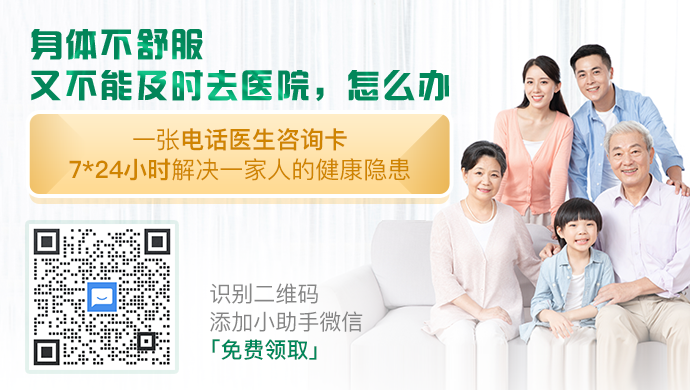 身体不舒服
又不能及时去医院，怎么办
一张电话医生咨询卡
7*24小时解决一家人的健康隐患
识别二维码
添加小助手微信
「免费领取」